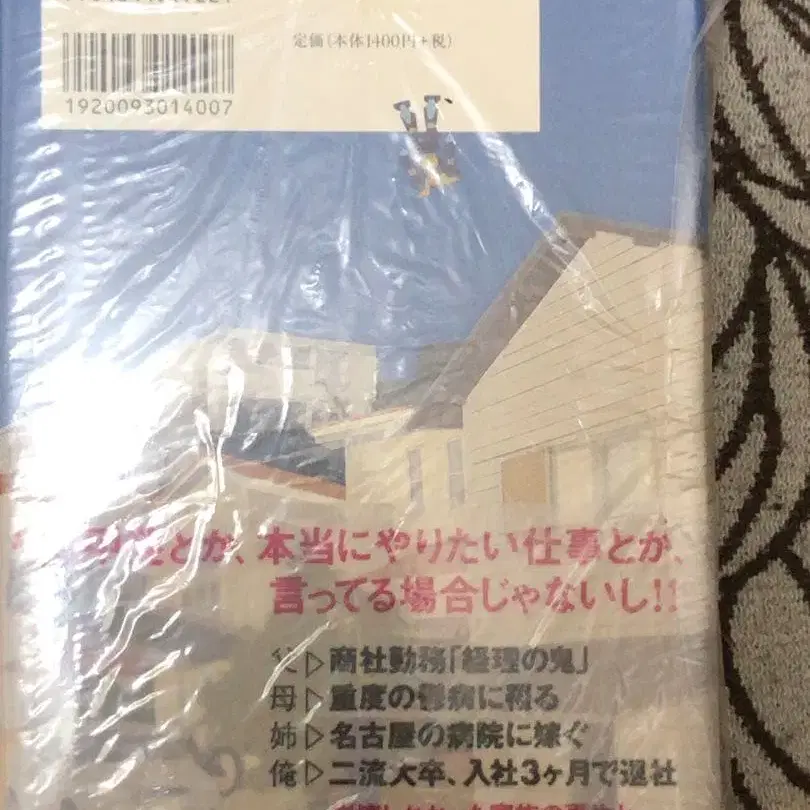 定価(本体1400円+税)
1920093014007
とか、本当にやりたい仕事とか、
言ってる場合じゃないし!!
父▷商社勤務「経理の鬼」
母▷重度の鬱病に罹る
姉▷名古屋の病院に嫁ぐ
俺▷二流大卒、入社3ヶ月で退社